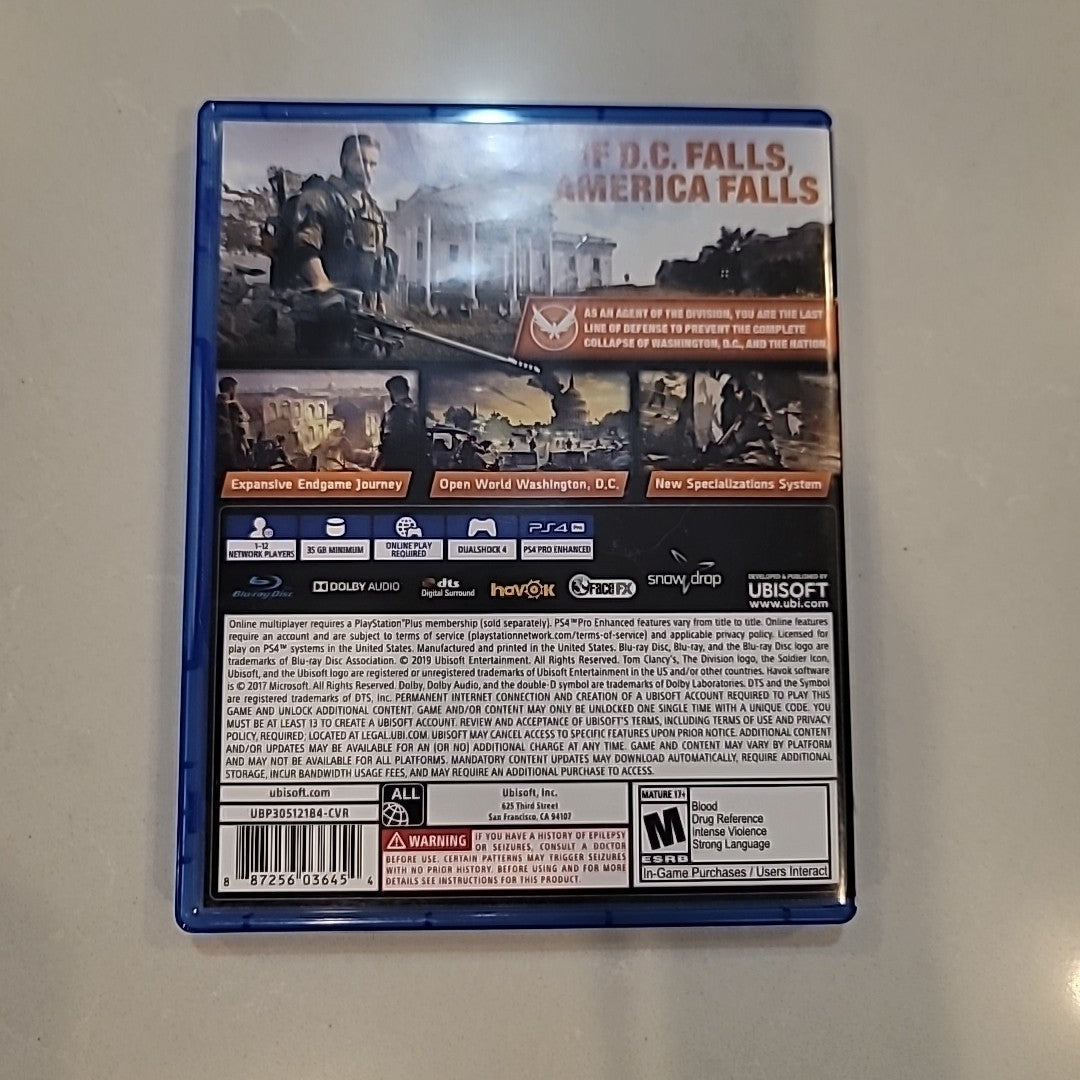 IF D.C. FALLS,
AMERICA FALLS
AS AN AGENT OF THE DIVISION, YOU ARE THE LAST
LINE OF DEFENSE TO PREVENT THE COMPLETE
COLLAPSE OF WASHINGTON, D.C., AND THE NATION
Expansive Endgame Journey
Open World Washington, D.C.
New Specializations System
1-12
NETWORK PLAYERS
35 GB MINIMUM
ONLINE PLAY
REQUIRED
DUALSHOCK 4
PS4 Pro
PS4 PRO ENHANCED
Blu-ray Disc
DOLBY AUDIO
dts
Digital Surround
havok
FaceFX
snowdrop
DEVELOPED & PUBLISHED BY
UBISOFT
www.ubi.com
Online multiplayer requires a PlayStation®Plus membership (sold separately). PS4™Pro Enhanced features vary from title to title. Online features
require an account and are subject to terms of service (playstationnetwork.com/terms-of-service) and applicable privacy policy. Licensed for
play on PS4™ systems in the United States. Manufactured and printed in the United States. Blu-ray Disc, Blu-ray, and the Blu-ray Disc logo are
trademarks of Blu-ray Disc Association. © 2019 Ubisoft Entertainment. All Rights Reserved. Tom Clancy's, The Division logo, the Soldier Icon,
Ubisoft, and the Ubisoft logo are registered or unregistered trademarks of Ubisoft Entertainment in the US and/or other countries. Havok software
is © 2017 Microsoft. All Rights Reserved. Dolby, Dolby Audio, and the double-D symbol are trademarks of Dolby Laboratories. DTS and the Symbol
are registered trademarks of DTS, Inc. PERMANENT INTERNET CONNECTION AND CREATION OF A UBISOFT ACCOUNT REQUIRED TO PLAY THIS
GAME AND UNLOCK ADDITIONAL CONTENT. GAME AND/OR CONTENT MAY ONLY BE UNLOCKED ONE SINGLE TIME WITH A UNIQUE CODE. YOU
MUST BE AT LEAST 13 TO CREATE A UBISOFT ACCOUNT. REVIEW AND ACCEPTANCE OF UBISOFT'S TERMS, INCLUDING TERMS OF USE AND PRIVACY
POLICY, REQUIRED; LOCATED AT LEGAL.UBI.COM. UBISOFT MAY CANCEL ACCESS TO SPECIFIC FEATURES UPON PRIOR NOTICE. ADDITIONAL CONTENT
AND/OR UPDATES MAY BE AVAILABLE FOR AN (OR NO) ADDITIONAL CHARGE AT ANY TIME. GAME AND CONTENT MAY VARY BY PLATFORM
AND MAY NOT BE AVAILABLE FOR ALL PLATFORMS. MANDATORY CONTENT UPDATES MAY DOWNLOAD AUTOMATICALLY, REQUIRE ADDITIONAL
STORAGE, INCUR BANDWIDTH USAGE FEES, AND MAY REQUIRE AN ADDITIONAL PURCHASE TO ACCESS.
ubisoft.com
UBP30512184-CVR
8 87256 03645 4
ALL
Ubisoft, Inc.
625 Third Street
San Francisco, CA 94107
WARNING IF YOU HAVE A HISTORY OF EPILEPSY
OR SEIZURES, CONSULT A DOCTOR
BEFORE USE. CERTAIN PATTERNS MAY TRIGGER SEIZURES
WITH NO PRIOR HISTORY. BEFORE USING AND FOR MORE
DETAILS SEE INSTRUCTIONS FOR THIS PRODUCT.
MATURE 17+
M
ESRB
Blood
Drug Reference
Intense Violence
Strong Language
In-Game Purchases / Users Interact